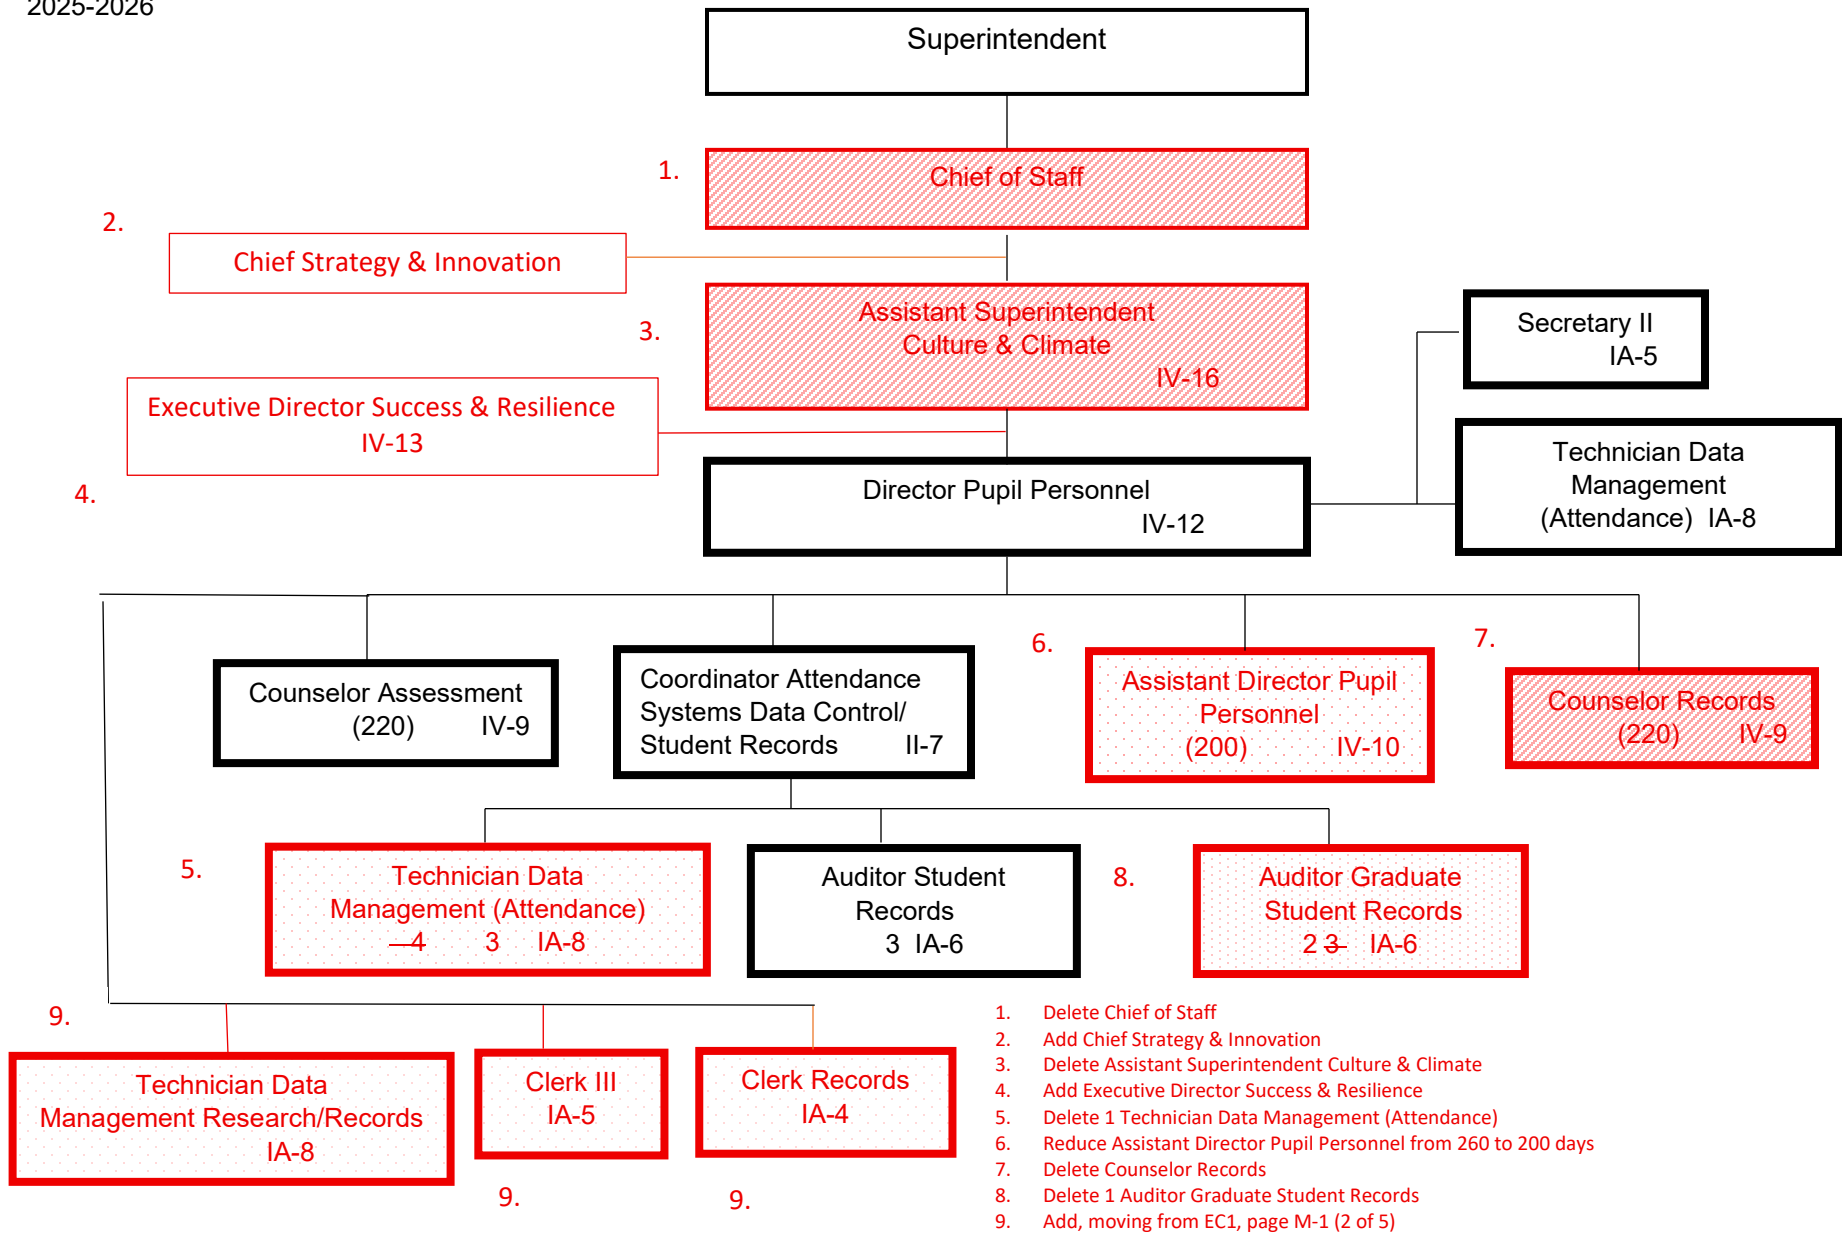 2025-2026
Superintendent
1.
Chief of Staff
2.
Chief Strategy & Innovation
3.
Assistant Superintendent
Culture & Climate
IV-16
Secretary II
IA-5
Executive Director Success & Resilience
IV-13
4.
Director Pupil Personnel
IV-12
Technician Data
Management
(Attendance) IA-8
Counselor Assessment
(220) IV-9
Coordinator Attendance
Systems Data Control/
Student Records II-7
6.
Assistant Director Pupil
Personnel
(200) IV-10
7.
Counselor Records
(220) IV-9
5.
Technician Data
Management (Attendance)
4 3 IA-8
Auditor Student
Records
3 IA-6
8.
Auditor Graduate
Student Records
2 3 IA-6
9.
Technician Data
Management Research/Records
IA-8
Clerk III
IA-5
9.
Clerk Records
IA-4
9.
1. Delete Chief of Staff
2. Add Chief Strategy & Innovation
3. Delete Assistant Superintendent Culture & Climate
4. Add Executive Director Success & Resilience
5. Delete 1 Technician Data Management (Attendance)
6. Reduce Assistant Director Pupil Personnel from 260 to 200 days
7. Delete Counselor Records
8. Delete 1 Auditor Graduate Student Records
9. Add, moving from EC1, page M-1 (2 of 5)